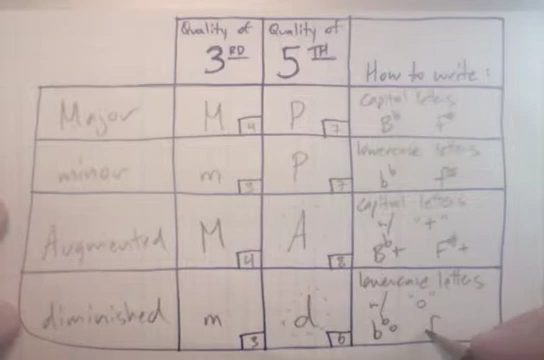 Quality of Quality of
3RD 5TH How to write:
Major M 4 P 7 capital letters
B♭ F#
minor m 3 P 7 lowercase letters
b♭ f#
Augmented M 4 A 8 capital letters
w/ "+"
B♭+ F#+
diminished m 3 d 6 lowercase letters
w/ "o"
b♭o f